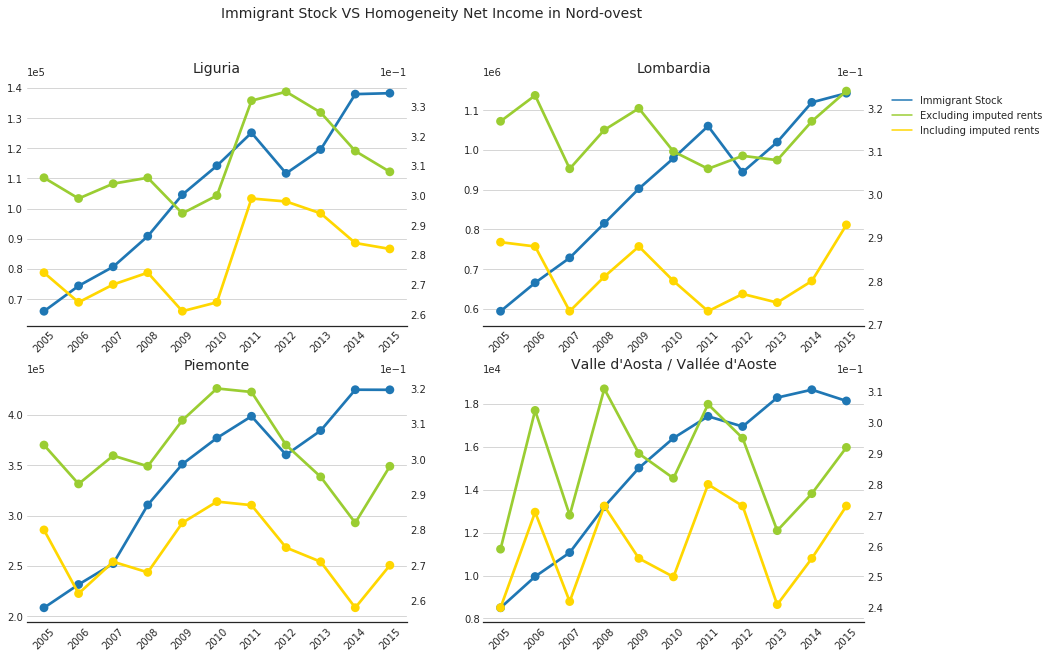 Immigrant Stock VS Homogeneity Net Income in Nord-ovest
Liguria
1e5
1e−1
1.4
1.3
1.2
1.1
1.0
0.9
0.8
0.7
3.3
3.2
3.1
3.0
2.9
2.8
2.7
2.6
2005 2006 2007 2008 2009 2010 2011 2012 2013 2014 2015
Lombardia
1e6
1e−1
1.1
1.0
0.9
0.8
0.7
0.6
3.2
3.1
3.0
2.9
2.8
2.7
2005 2006 2007 2008 2009 2010 2011 2012 2013 2014 2015
Immigrant Stock
Excluding imputed rents
Including imputed rents
Piemonte
1e5
1e−1
4.0
3.5
3.0
2.5
2.0
3.2
3.1
3.0
2.9
2.8
2.7
2.6
2005 2006 2007 2008 2009 2010 2011 2012 2013 2014 2015
Valle d'Aosta / Vallée d'Aoste
1e4
1e−1
1.8
1.6
1.4
1.2
1.0
0.8
3.1
3.0
2.9
2.8
2.7
2.6
2.5
2.4
2005 2006 2007 2008 2009 2010 2011 2012 2013 2014 2015